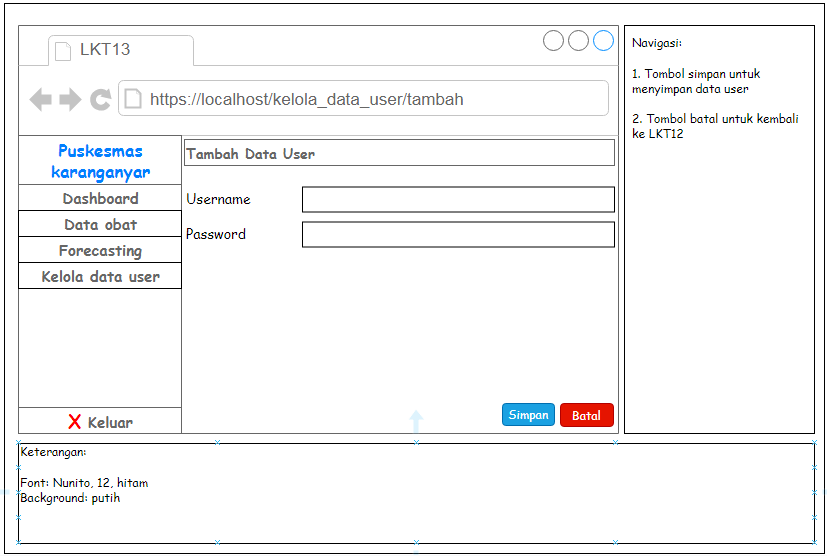 LKT13
https://localhost/kelola_data_user/tambah
Puskesmas
karanganyar
Dashboard
Data obat
Forecasting
Kelola data user
X Keluar
Tambah Data User
Username
Password
Simpan
Batal
Navigasi:
1. Tombol simpan untuk
menyimpan data user
2. Tombol batal untuk kembali
ke LKT12
Keterangan:
Font: Nunito, 12, hitam
Background: putih